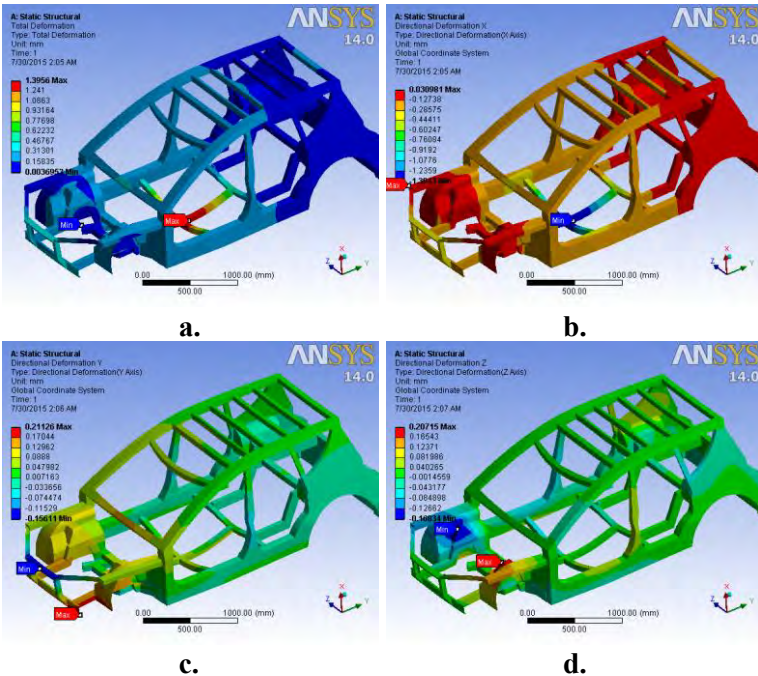 A: Static Structural
Total Deformation
Type: Total Deformation
Unit: mm
Time: 1
7/30/2015 2:05 AM
ANSYS
14.0
1.3956 Max
1.241
1.0863
0.93164
0.77698
0.62232
0.46767
0.31301
0.15835
0.0036953 Min
Min
Max
0.00
1000.00 (mm)
500.00
X
Y
Z
a.
A: Static Structural
Directional Deformation X
Type: Directional Deformation(X Axis)
Unit: mm
Global Coordinate System
Time: 1
7/30/2015 2:05 AM
ANSYS
14.0
0.030981 Max
-0.12738
-0.28575
-0.44411
-0.60247
-0.76084
-0.9192
-1.0776
-1.2359
Max
Min
0.00
1000.00 (mm)
500.00
X
Y
Z
b.
A: Static Structural
Directional Deformation Y
Type: Directional Deformation(Y Axis)
Unit: mm
Global Coordinate System
Time: 1
7/30/2015 2:06 AM
ANSYS
14.0
0.21126 Max
0.17044
0.12962
0.0888
0.047982
0.007163
-0.033656
-0.074474
-0.11529
-0.15611 Min
Min
Max
0.00
1000.00 (mm)
500.00
X
Y
Z
c.
A: Static Structural
Directional Deformation Z
Type: Directional Deformation(Z Axis)
Unit: mm
Global Coordinate System
Time: 1
7/30/2015 2:07 AM
ANSYS
14.0
0.20715 Max
0.16543
0.12371
0.081986
0.040265
-0.0014559
-0.043177
-0.084898
-0.12662
-0.16834 Min
Min
Max
0.00
1000.00 (mm)
500.00
X
Y
Z
d.